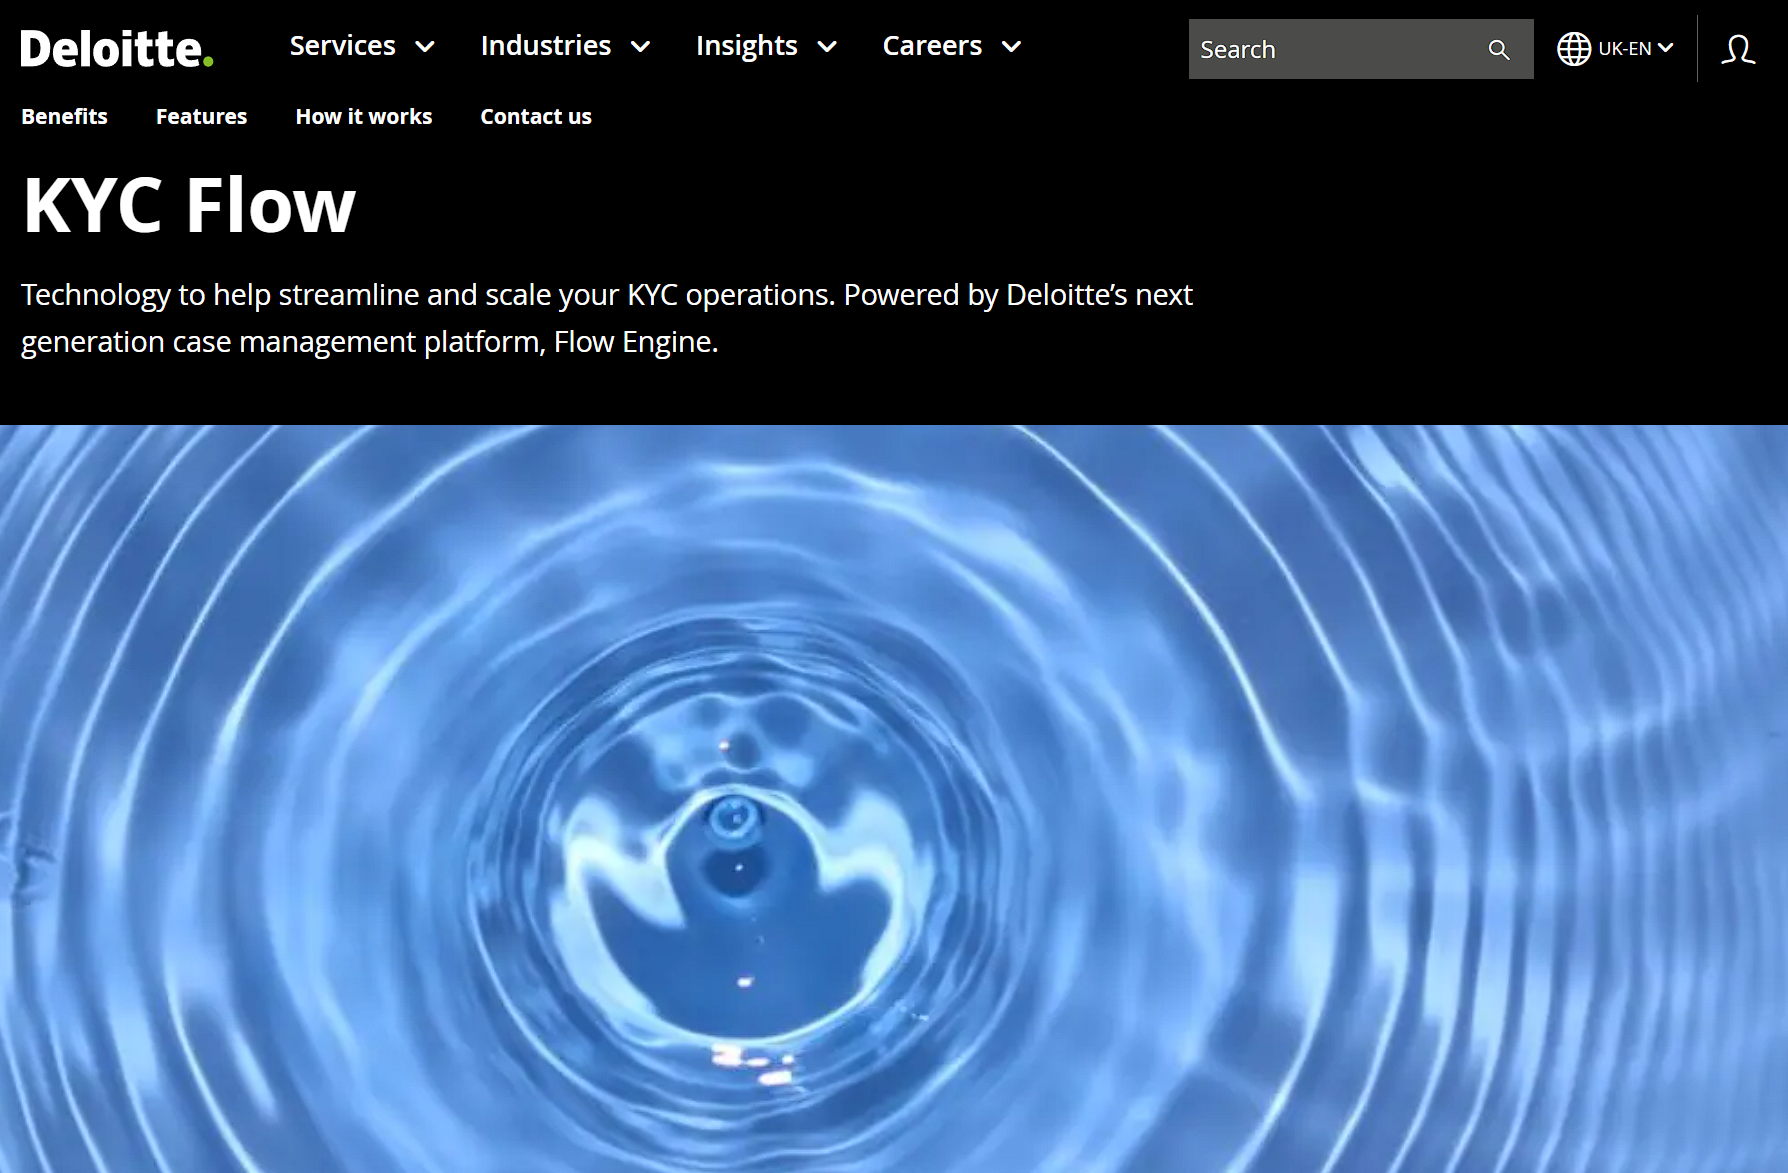 Deloitte.
Services
Industries
Insights
Careers
Search
UK-EN
Benefits
Features
How it works
Contact us
KYC Flow
Technology to help streamline and scale your KYC operations. Powered by Deloitte’s next
generation case management platform, Flow Engine.